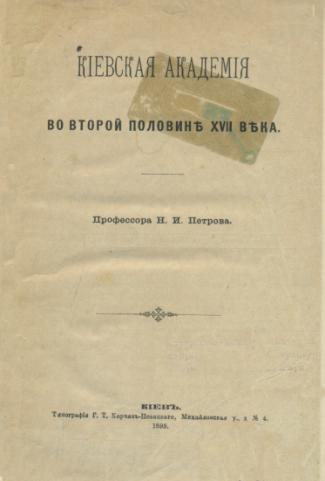 КІЕВСКАЯ АКАДЕМІЯ
ВО ВТОРОЙ ПОЛОВИНѢ XVII ВѢКА.
Профессора Н. И. Петрова.
КІЕВЪ.
Типографія Г. Т. Корчакъ-Новицкаго, Михайловская у., д. № 4.
1895.